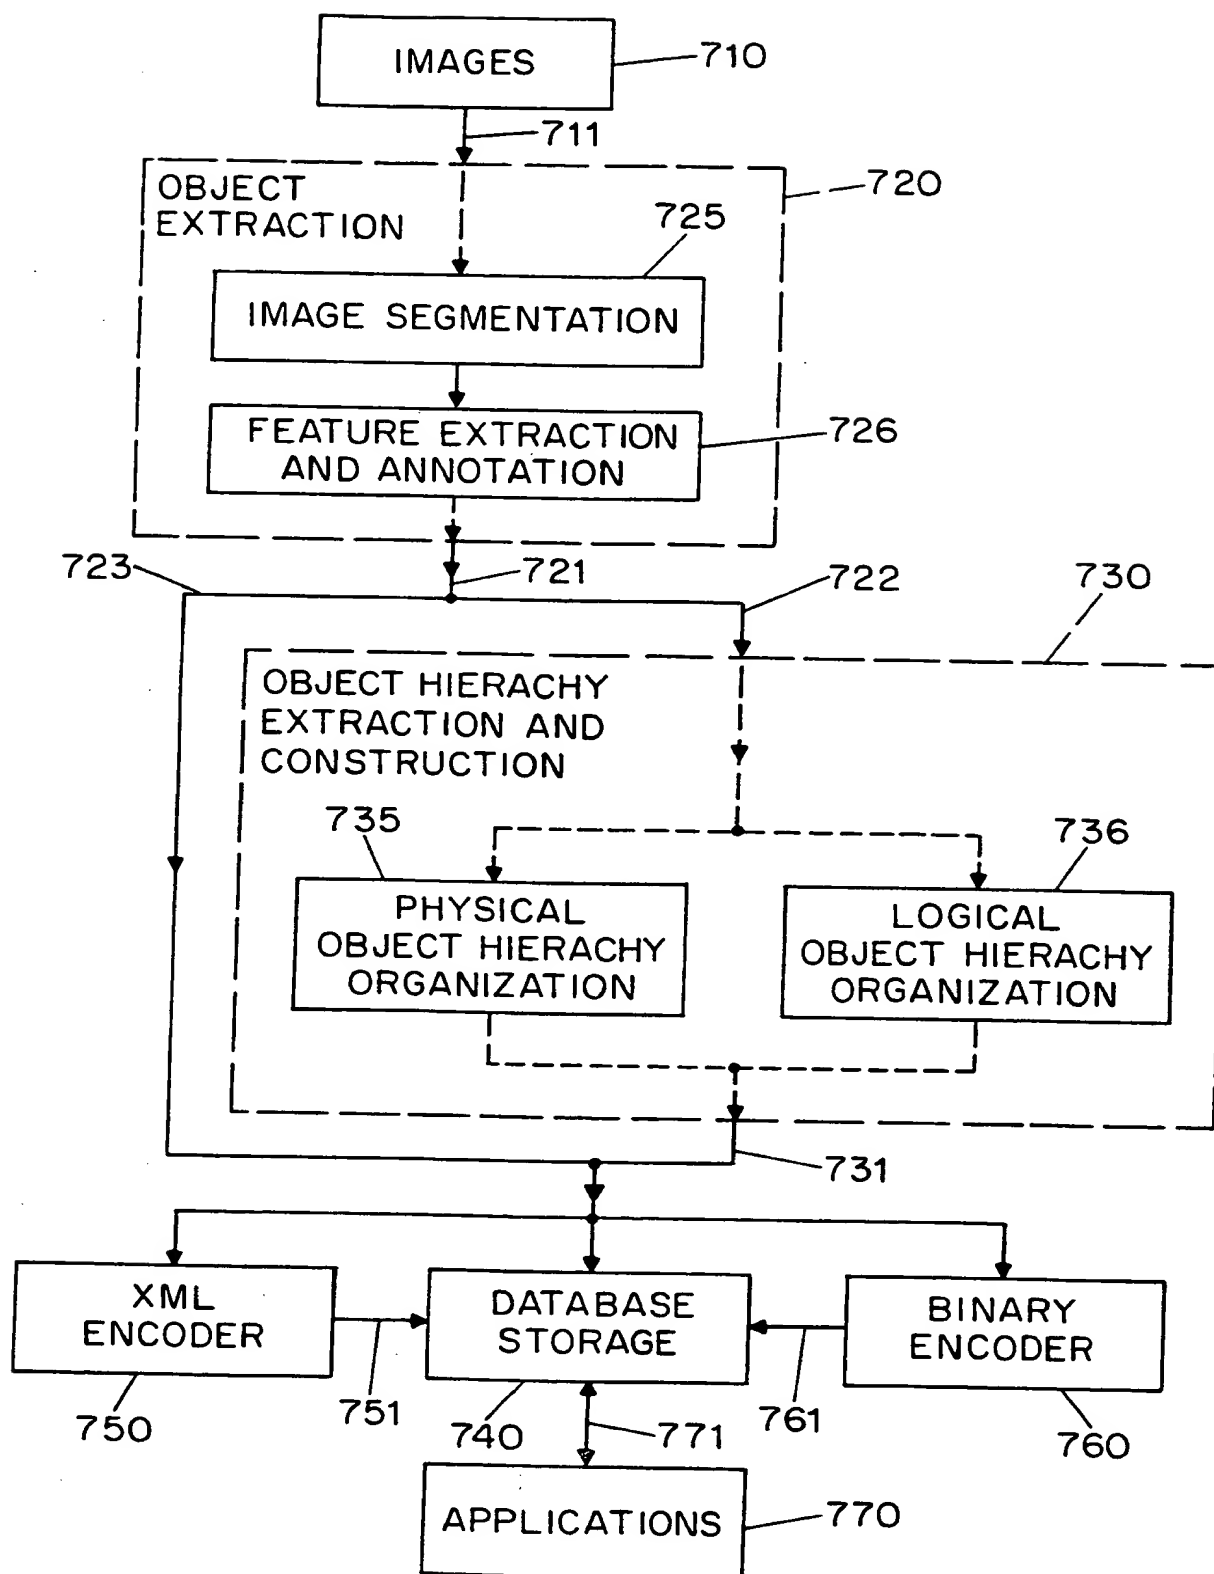 IMAGES
710
711
OBJECT
EXTRACTION
720
725
IMAGE SEGMENTATION
FEATURE EXTRACTION
AND ANNOTATION
726
723
721
722
730
OBJECT HIERACHY
EXTRACTION AND
CONSTRUCTION
735
736
PHYSICAL
OBJECT HIERACHY
ORGANIZATION
LOGICAL
OBJECT HIERACHY
ORGANIZATION
731
XML
ENCODER
DATABASE
STORAGE
BINARY
ENCODER
750
751
740
771
761
760
APPLICATIONS
770